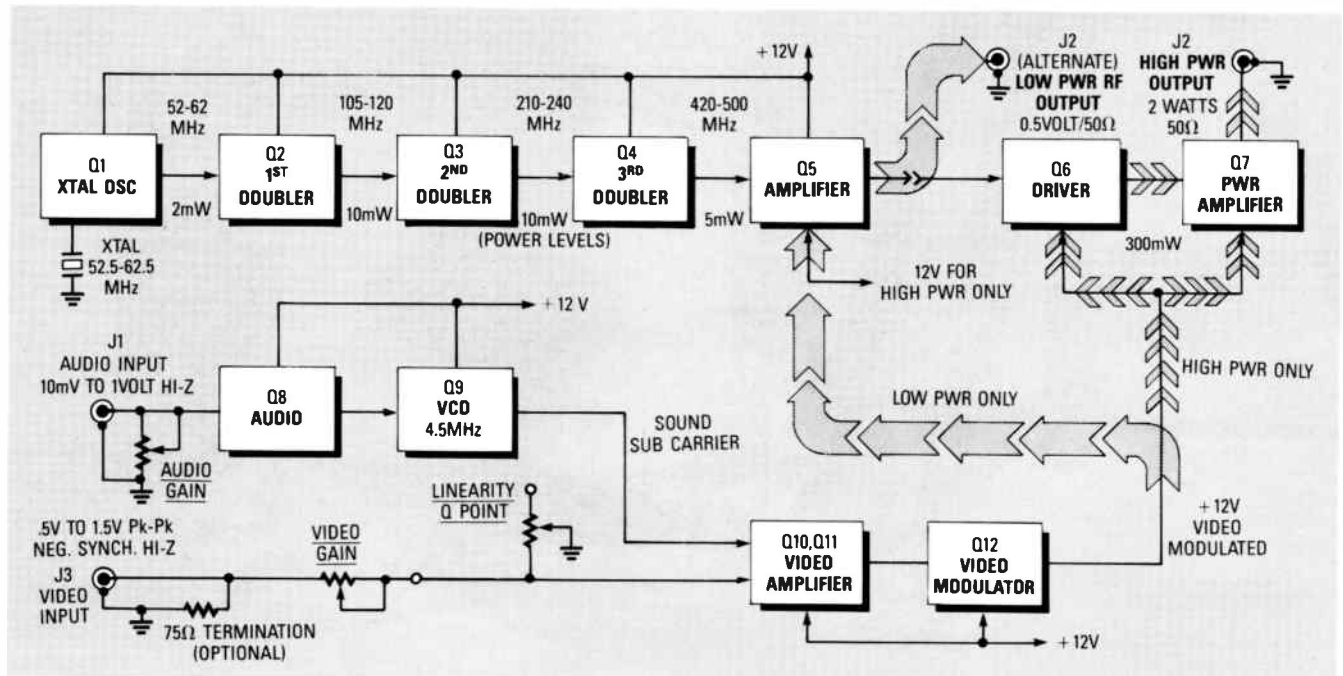 +12V
J2
(ALTERNATE)
LOW PWR RF
OUTPUT
0.5VOLT/50Ω
J2
HIGH PWR
OUTPUT
2 WATTS
50Ω
52-62
MHz
105-120
MHz
210-240
MHz
420-500
MHz
Q1
XTAL OSC
Q2
1ST
DOUBLER
Q3
2ND
DOUBLER
Q4
3RD
DOUBLER
Q5
AMPLIFIER
Q6
DRIVER
Q7
PWR
AMPLIFIER
2mW
10mW
10mW
(POWER LEVELS)
5mW
300mW
XTAL
52.5-62.5
MHz
12V FOR
HIGH PWR ONLY
+12 V
J1
AUDIO INPUT
10mV TO 1VOLT HI-Z
Q8
AUDIO
Q9
VCD
4.5MHz
SOUND
SUB CARRIER
LOW PWR ONLY
HIGH PWR ONLY
AUDIO
GAIN
LINEARITY
Q POINT
.5V TO 1.5V Pk-Pk
NEG. SYNCH. HI-Z
J3
VIDEO
INPUT
VIDEO
GAIN
75Ω TERMINATION
(OPTIONAL)
Q10,Q11
VIDEO
AMPLIFIER
Q12
VIDEO
MODULATOR
+12V
VIDEO
MODULATED
+12V